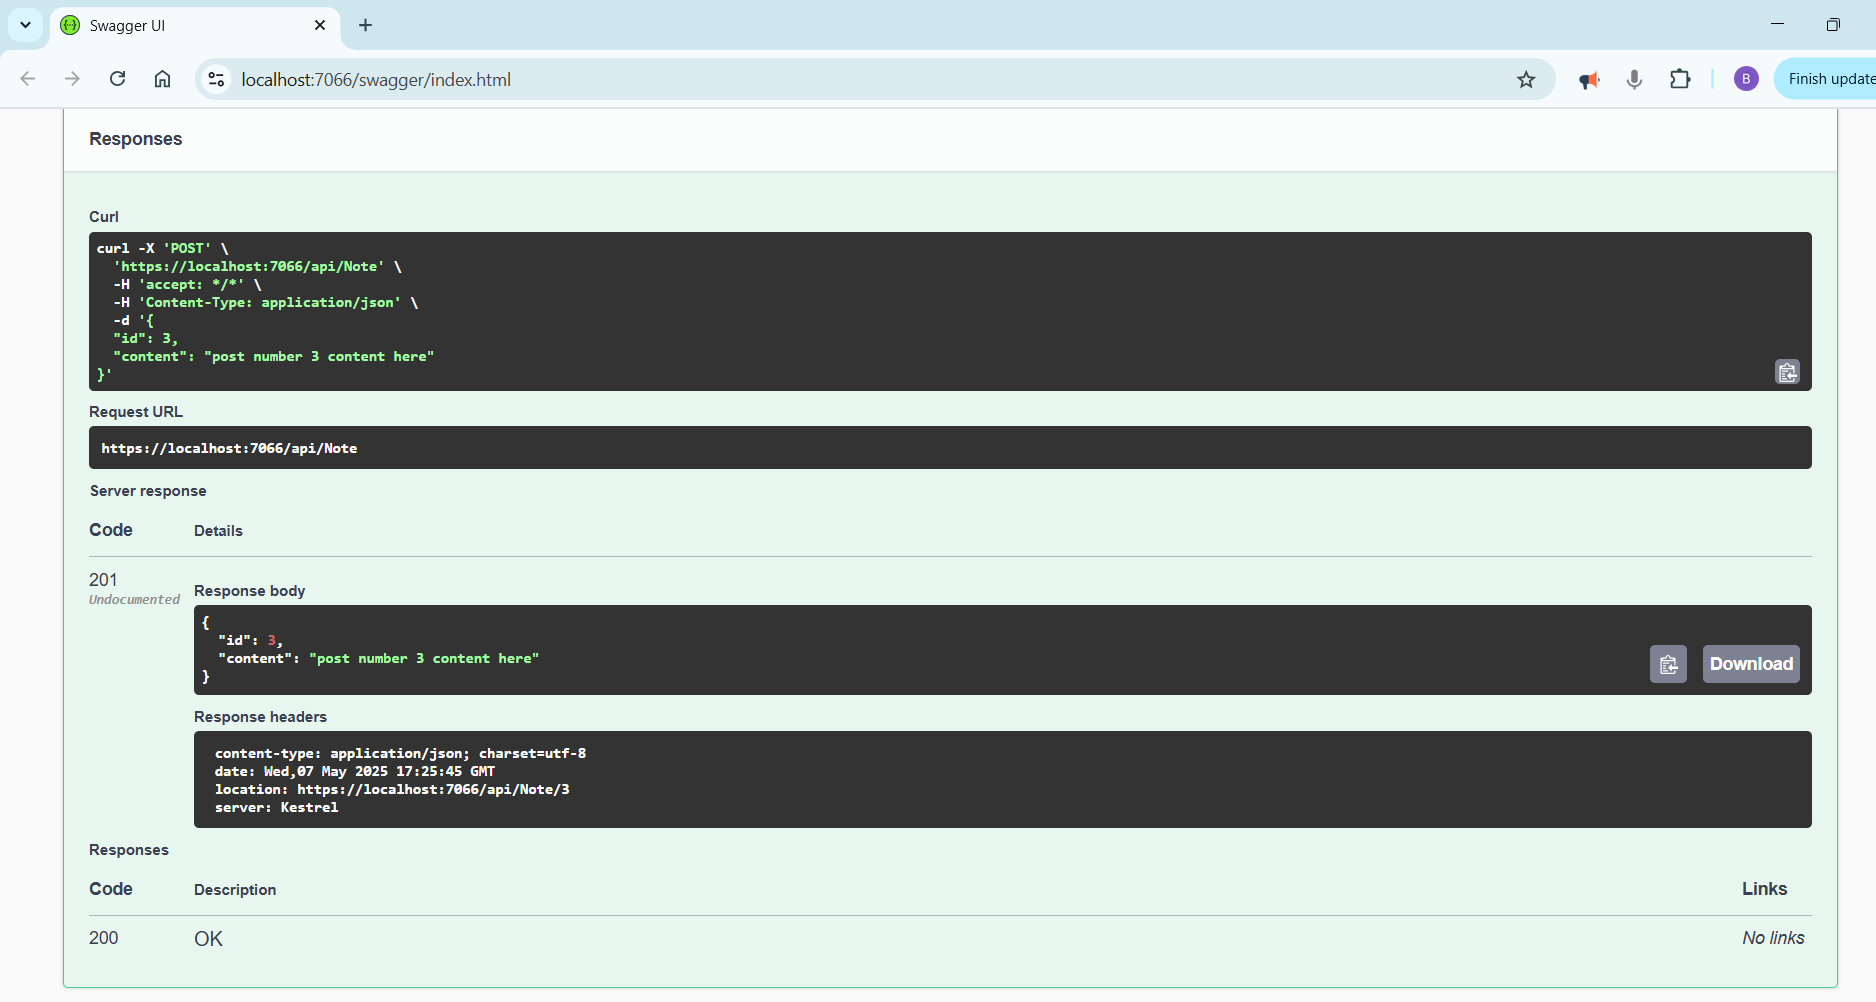 Swagger UI
localhost:7066/swagger/index.html
B
Finish update
Responses
Curl
curl -X 'POST' \
  'https://localhost:7066/api/Note' \
  -H 'accept: */*' \
  -H 'Content-Type: application/json' \
  -d '{
  "id": 3,
  "content": "post number 3 content here"
}'
Request URL
https://localhost:7066/api/Note
Server response
Code Details
201
Undocumented
Response body
{
  "id": 3,
  "content": "post number 3 content here"
}
Download
Response headers
content-type: application/json; charset=utf-8
date: Wed,07 May 2025 17:25:45 GMT
location: https://localhost:7066/api/Note/3
server: Kestrel
Responses
Code Description Links
200 OK No links